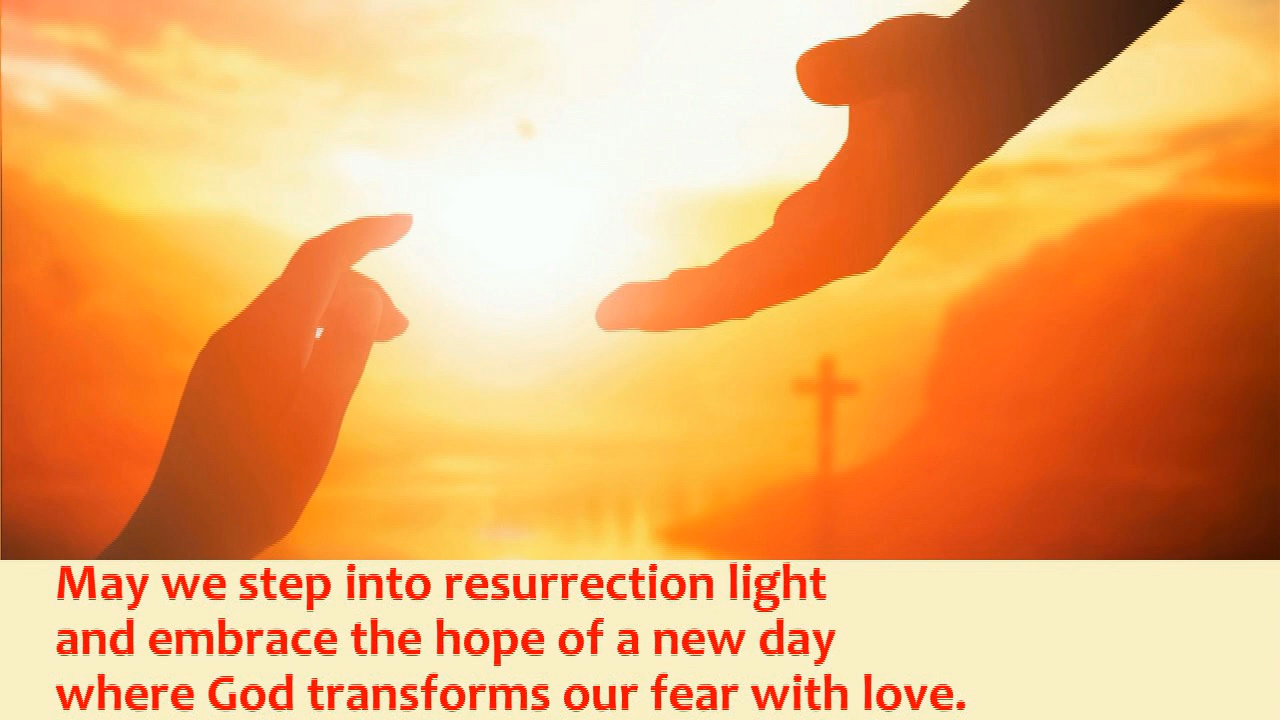 May we step into resurrection light
and embrace the hope of a new day
where God transforms our fear with love.